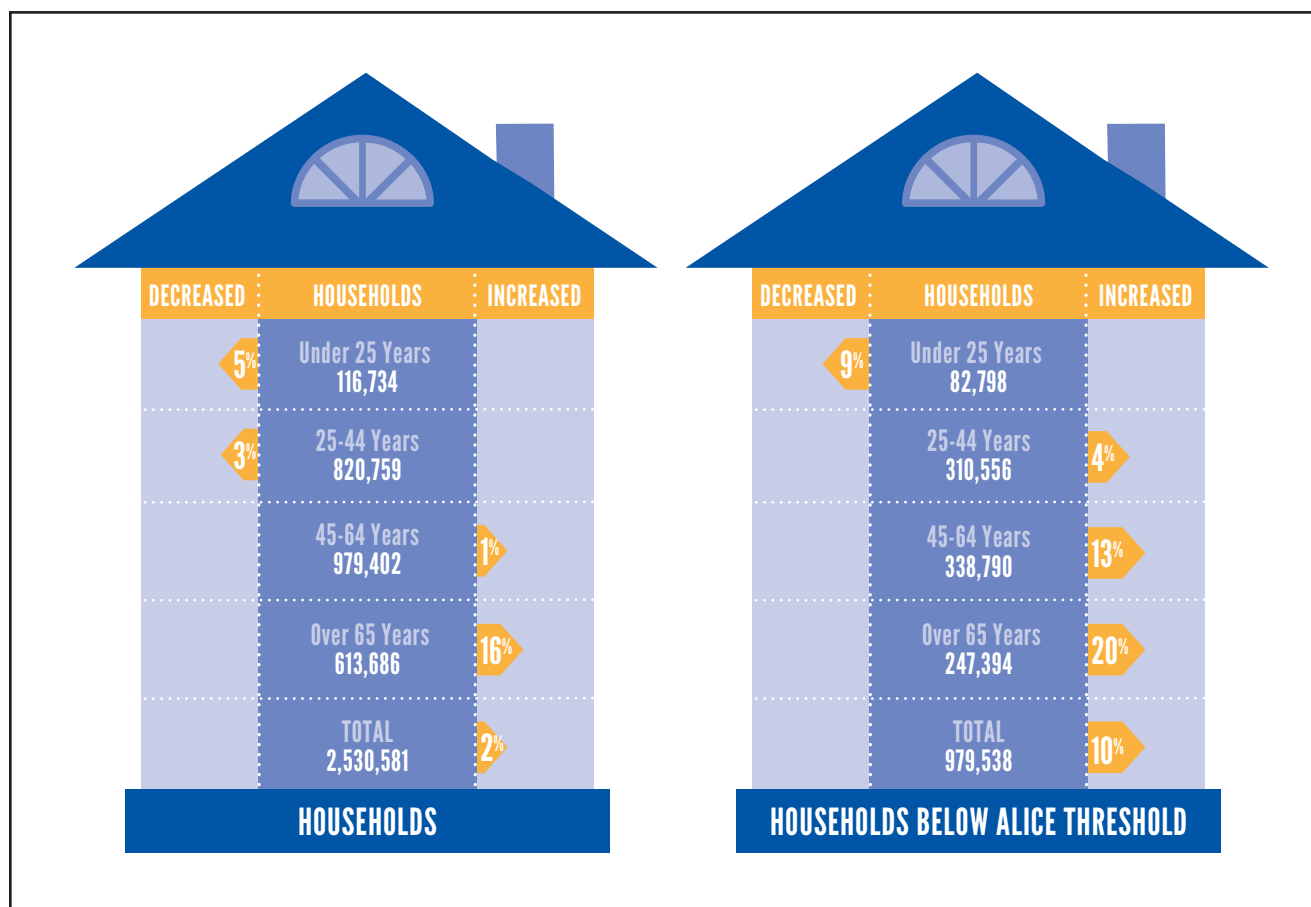 DECREASED HOUSEHOLDS INCREASED
5% Under 25 Years
116,734
3% 25-44 Years
820,759
45-64 Years
979,402
1%
Over 65 Years
613,686
16%
TOTAL
2,530,581
2%
HOUSEHOLDS
DECREASED HOUSEHOLDS INCREASED
9% Under 25 Years
82,798
25-44 Years
310,556
4%
45-64 Years
338,790
13%
Over 65 Years
247,394
20%
TOTAL
979,538
10%
HOUSEHOLDS BELOW ALICE THRESHOLD